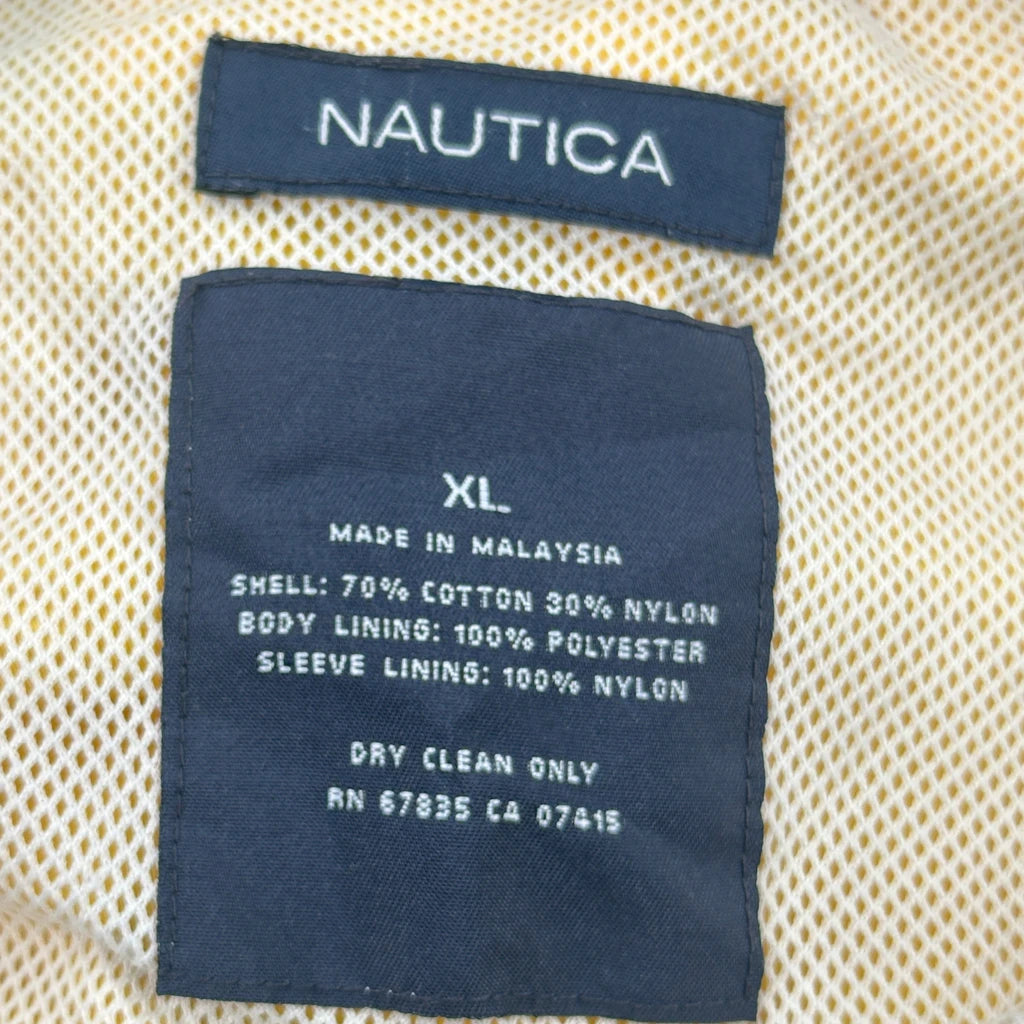 NAUTICA
XL
MADE IN MALAYSIA
SHELL: 70% COTTON 30% NYLON
BODY LINING: 100% POLYESTER
SLEEVE LINING: 100% NYLON
DRY CLEAN ONLY
RN 67835 CA 07415